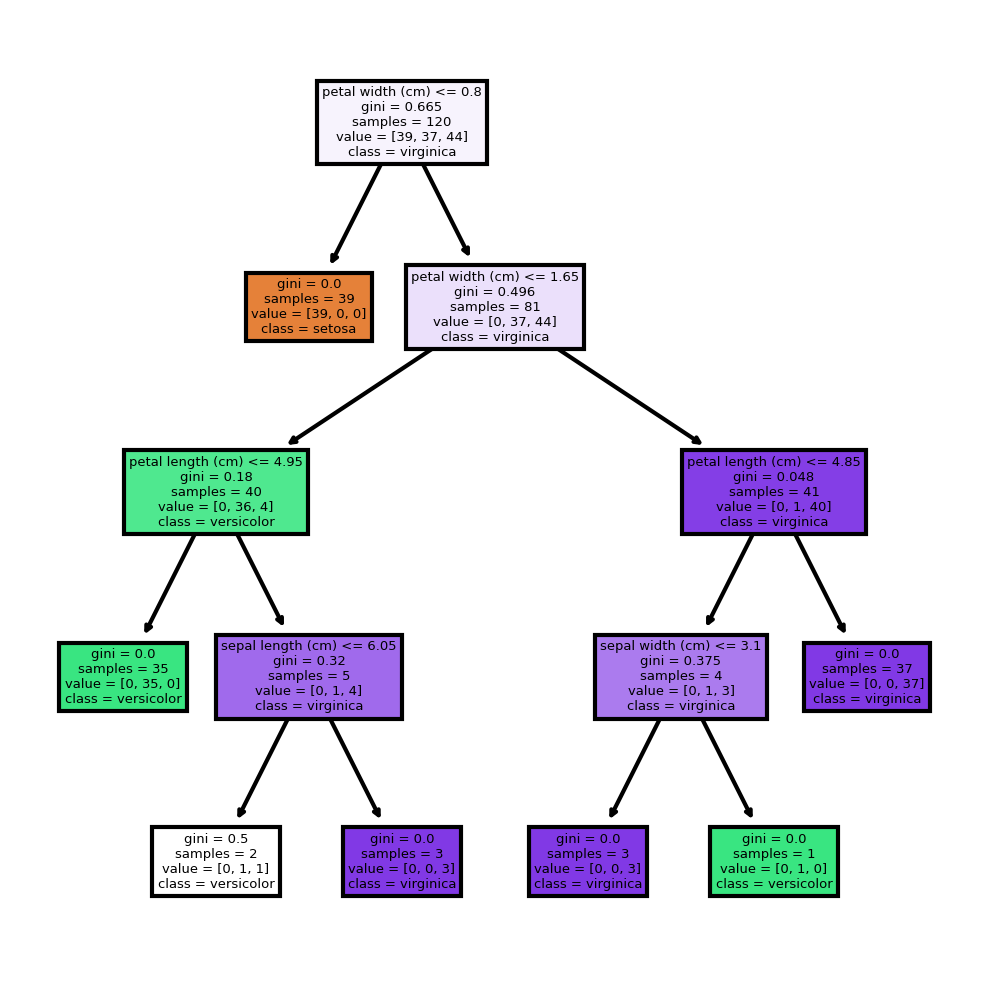 petal width (cm) <= 0.8
gini = 0.665
samples = 120
value = [39, 37, 44]
class = virginica
gini = 0.0
samples = 39
value = [39, 0, 0]
class = setosa
petal width (cm) <= 1.65
gini = 0.496
samples = 81
value = [0, 37, 44]
class = virginica
petal length (cm) <= 4.95
gini = 0.18
samples = 40
value = [0, 36, 4]
class = versicolor
petal length (cm) <= 4.85
gini = 0.048
samples = 41
value = [0, 1, 40]
class = virginica
gini = 0.0
samples = 35
value = [0, 35, 0]
class = versicolor
sepal length (cm) <= 6.05
gini = 0.32
samples = 5
value = [0, 1, 4]
class = virginica
sepal width (cm) <= 3.1
gini = 0.375
samples = 4
value = [0, 1, 3]
class = virginica
gini = 0.0
samples = 37
value = [0, 0, 37]
class = virginica
gini = 0.5
samples = 2
value = [0, 1, 1]
class = versicolor
gini = 0.0
samples = 3
value = [0, 0, 3]
class = virginica
gini = 0.0
samples = 3
value = [0, 0, 3]
class = virginica
gini = 0.0
samples = 1
value = [0, 1, 0]
class = versicolor